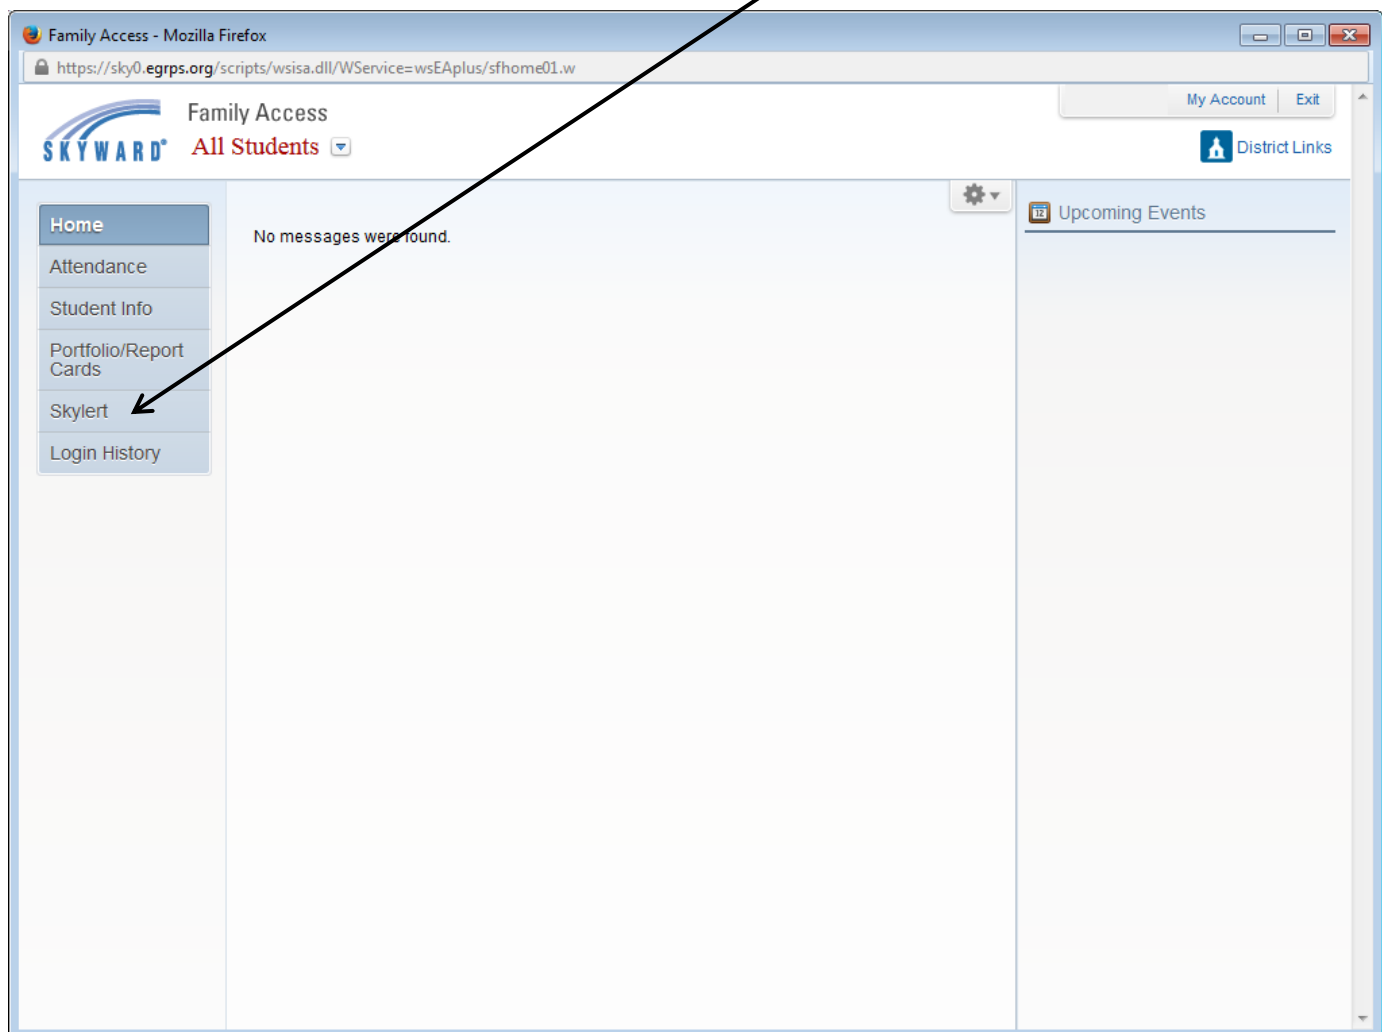 Family Access - Mozilla Firefox
https://sky0.egrps.org/scripts/wsisa.dll/WService=wsEAplus/sfhome01.w
My Account
Exit
SKYWARD®
Family Access
All Students
District Links
Home
Attendance
Student Info
Portfolio/Report
Cards
Skylert
Login History
No messages were found.
12
Upcoming Events